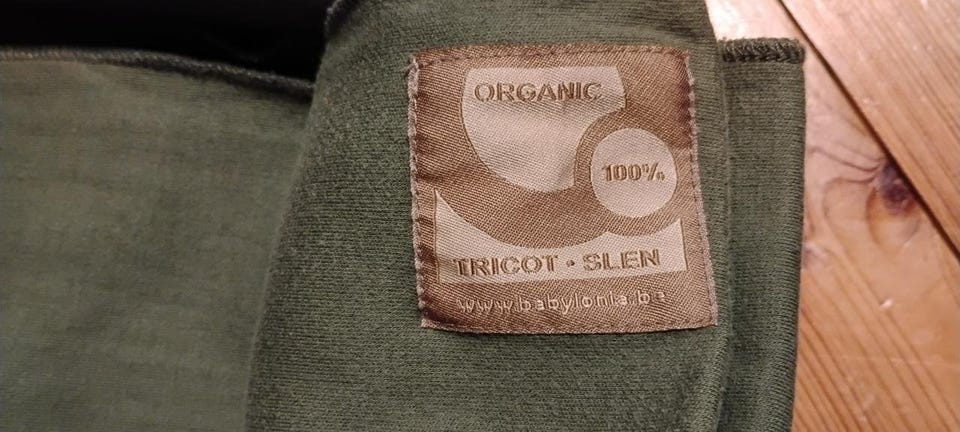 ORGANIC
100%
TRICOT • SLEN
www.babylonia.be